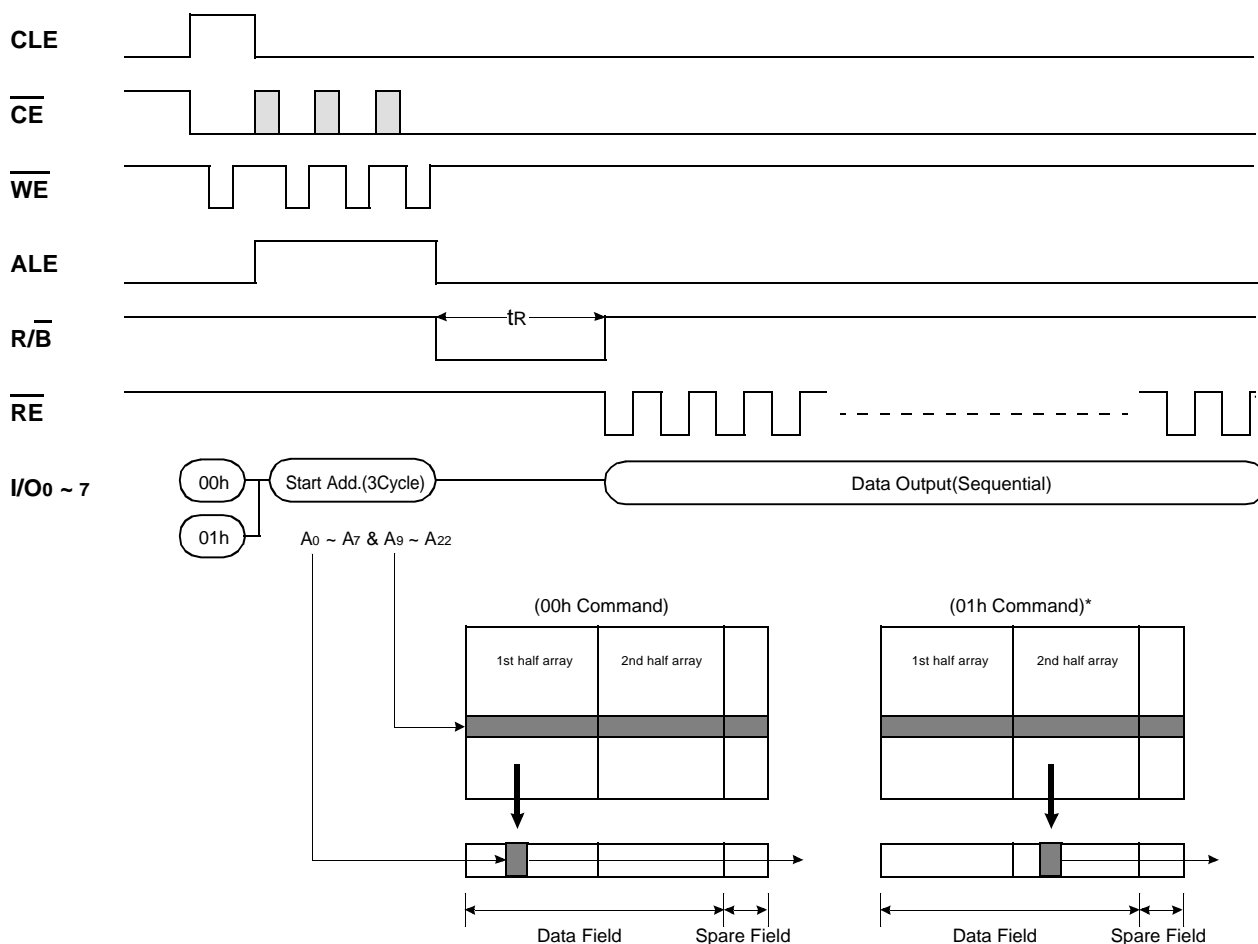 CLE
CE
WE
ALE
R/B
tR
RE
I/O0 ~ 7
00h
Start Add.(3Cycle)
Data Output(Sequential)
01h
A0 ~ A7 & A9 ~ A22
(00h Command)
(01h Command)*
1st half array
2nd half array
1st half array
2nd half array
Data Field
Spare Field
Data Field
Spare Field